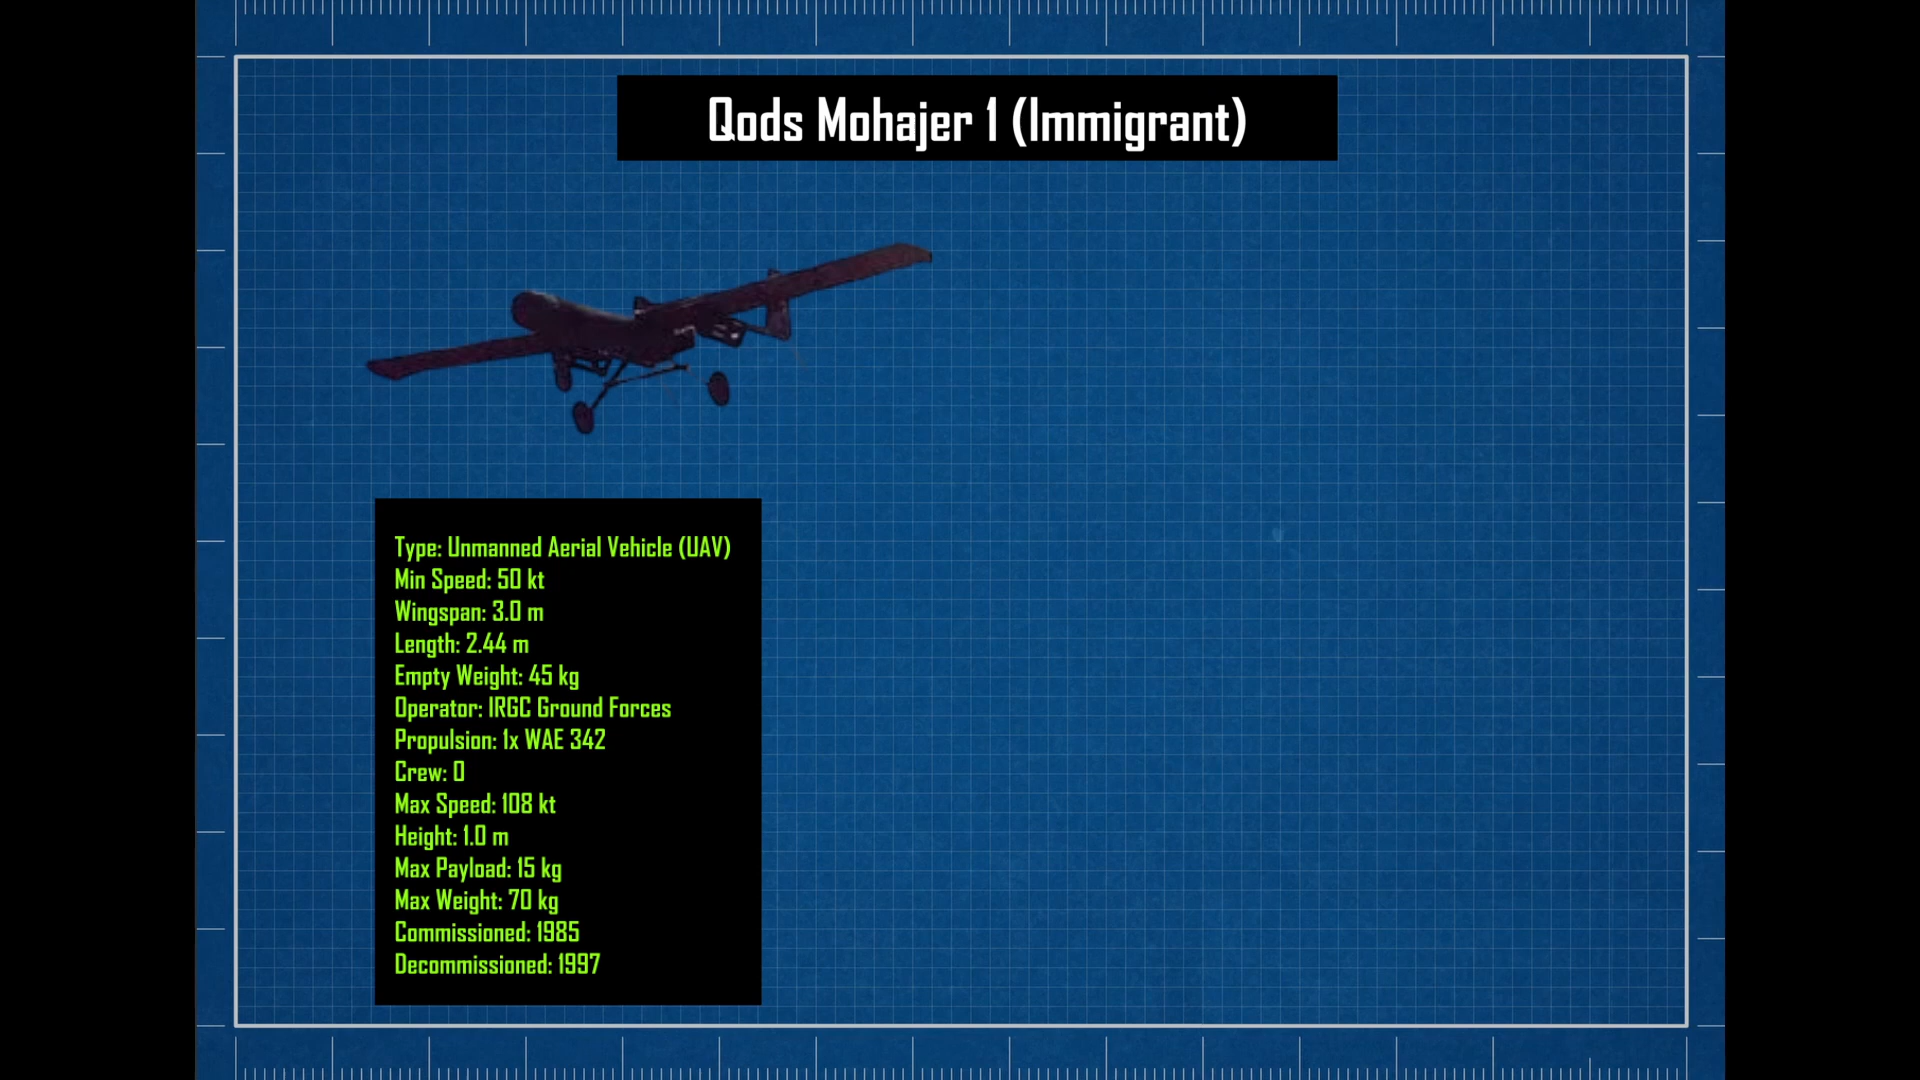 Qods Mohajer 1 (Immigrant)
Type: Unmanned Aerial Vehicle (UAV)
Min Speed: 50 kt
Wingspan: 3.0 m
Length: 2.44 m
Empty Weight: 45 kg
Operator: IRGC Ground Forces
Propulsion: 1x WAE 342
Crew: 0
Max Speed: 108 kt
Height: 1.0 m
Max Payload: 15 kg
Max Weight: 70 kg
Commissioned: 1985
Decommissioned: 1997